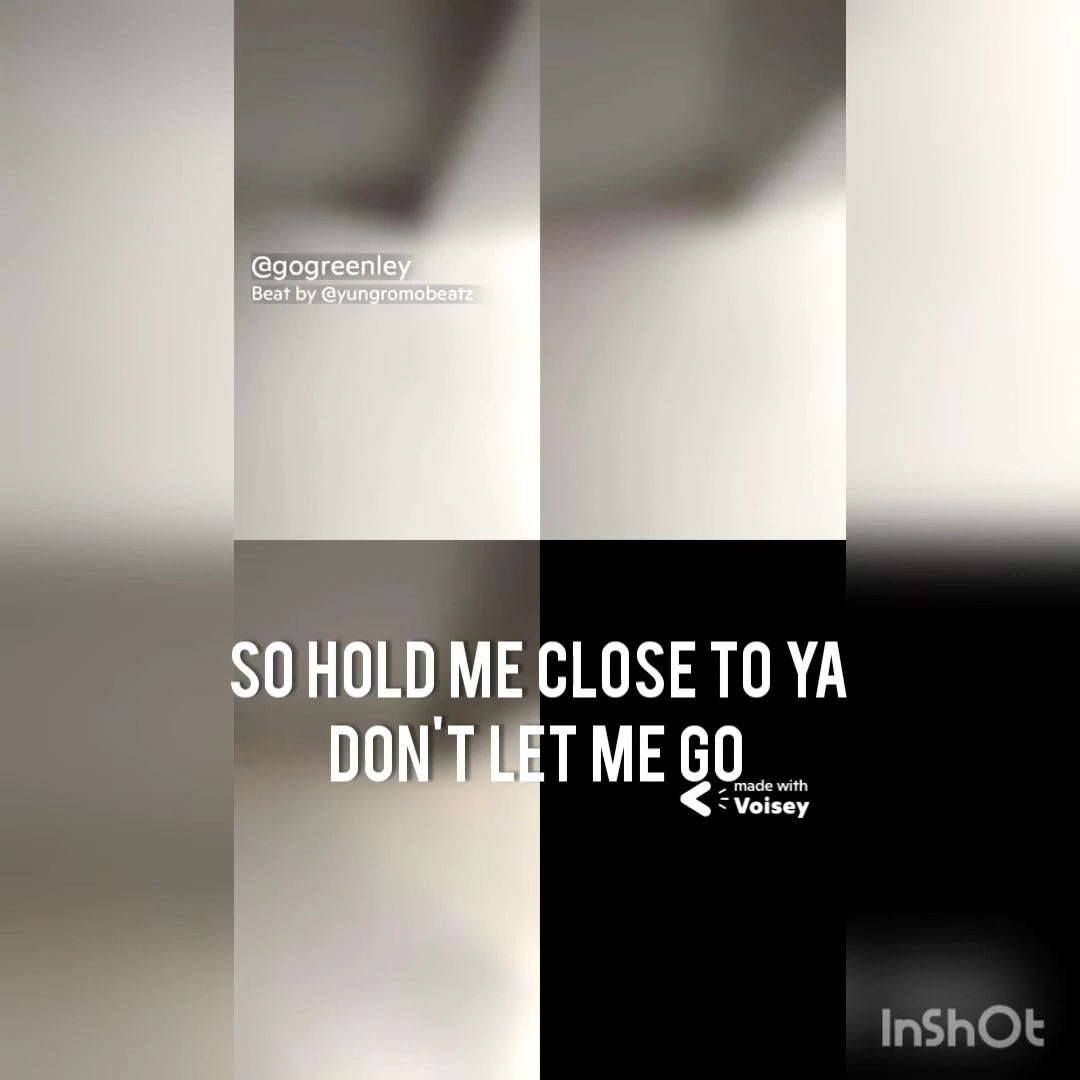 @gogreenley
Beat by @yungromobeatz
SO HOLD ME CLOSE TO YA
DON'T LET ME GO
made with
Voisey
InShOt